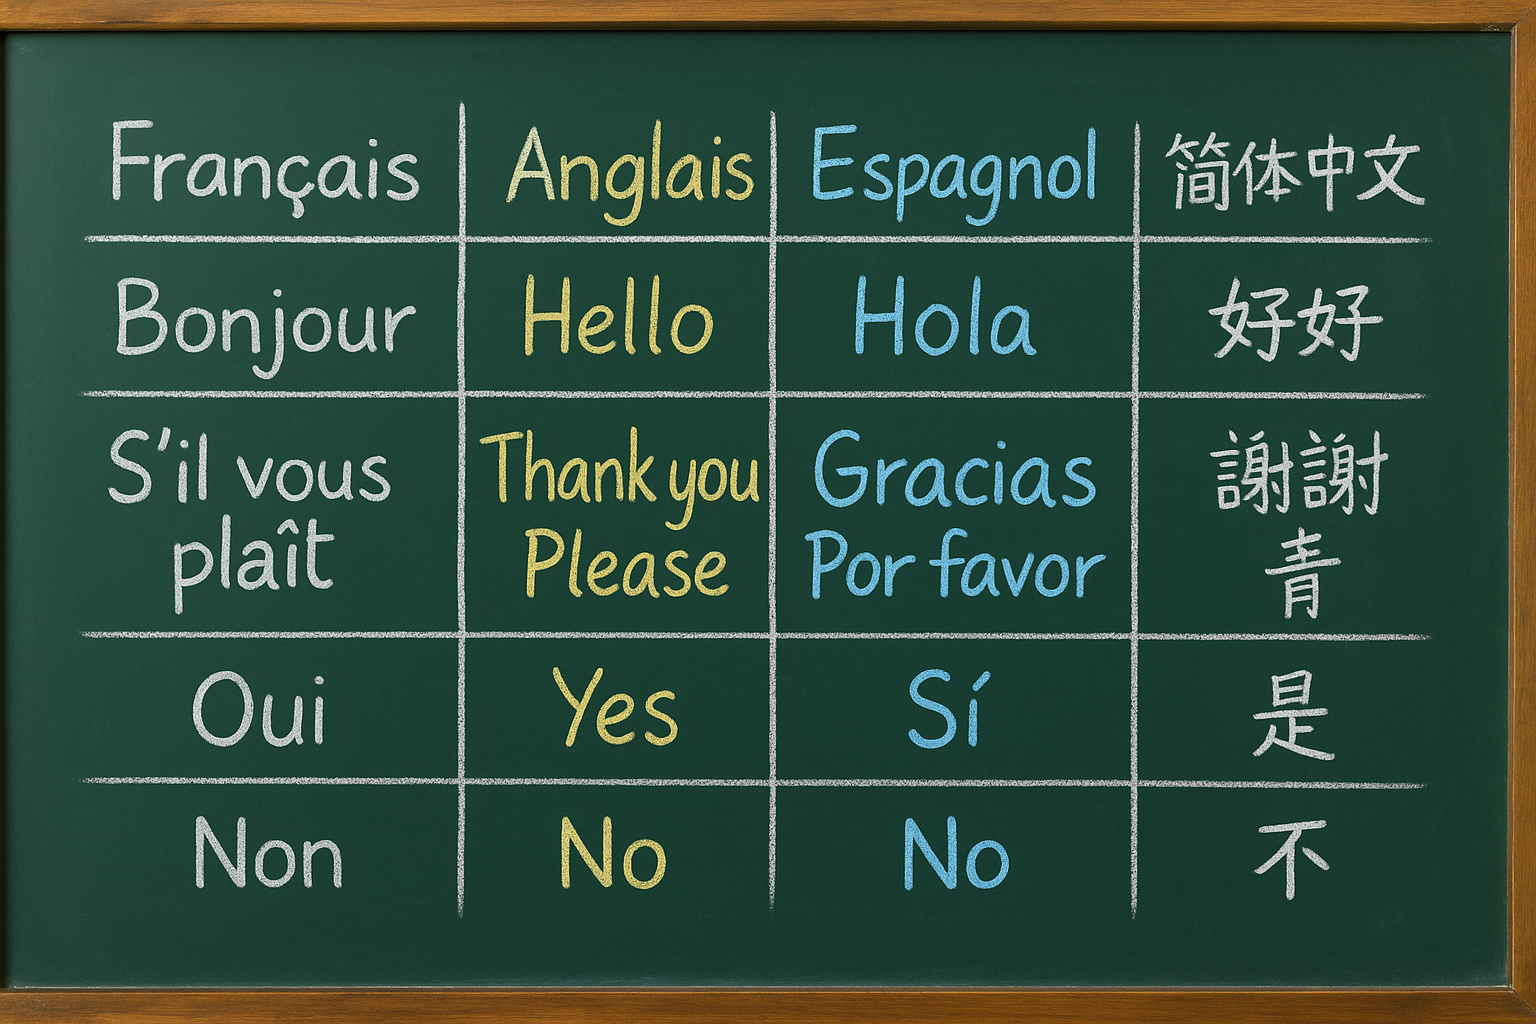 Français Anglais Espagnol 简体中文
Bonjour Hello Hola 好好
S'il vous plaît
Thank you
Please
Gracias
Por favor
謝謝
青
Oui Yes Sí 是
Non No No 不